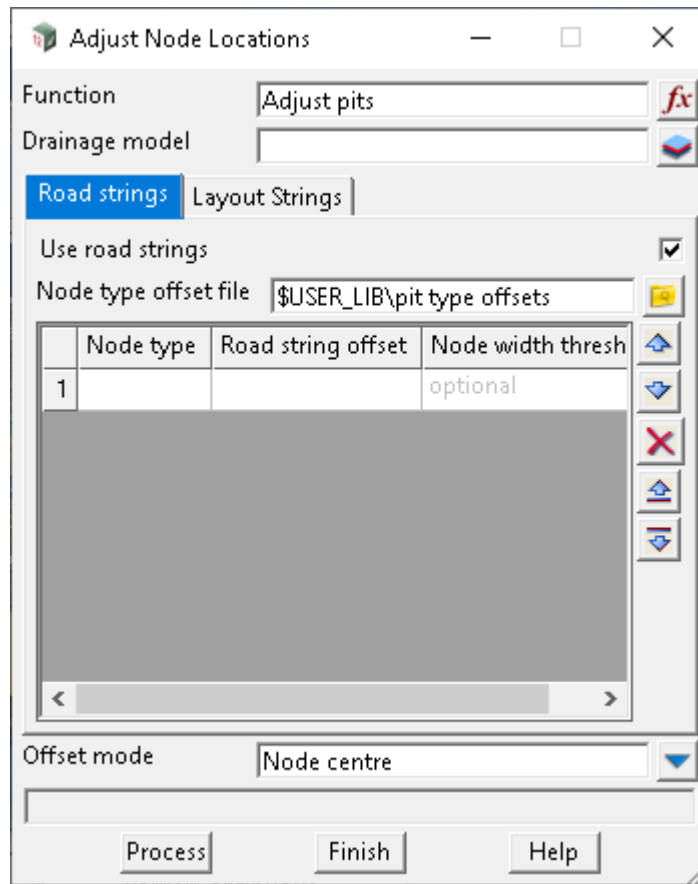 Adjust Node Locations
Function Adjust pits fx
Drainage model
Road strings Layout Strings
Use road strings
Node type offset file $USER_LIB\pit type offsets
Node type Road string offset Node width thresh
1 optional
Offset mode Node centre
Process Finish Help